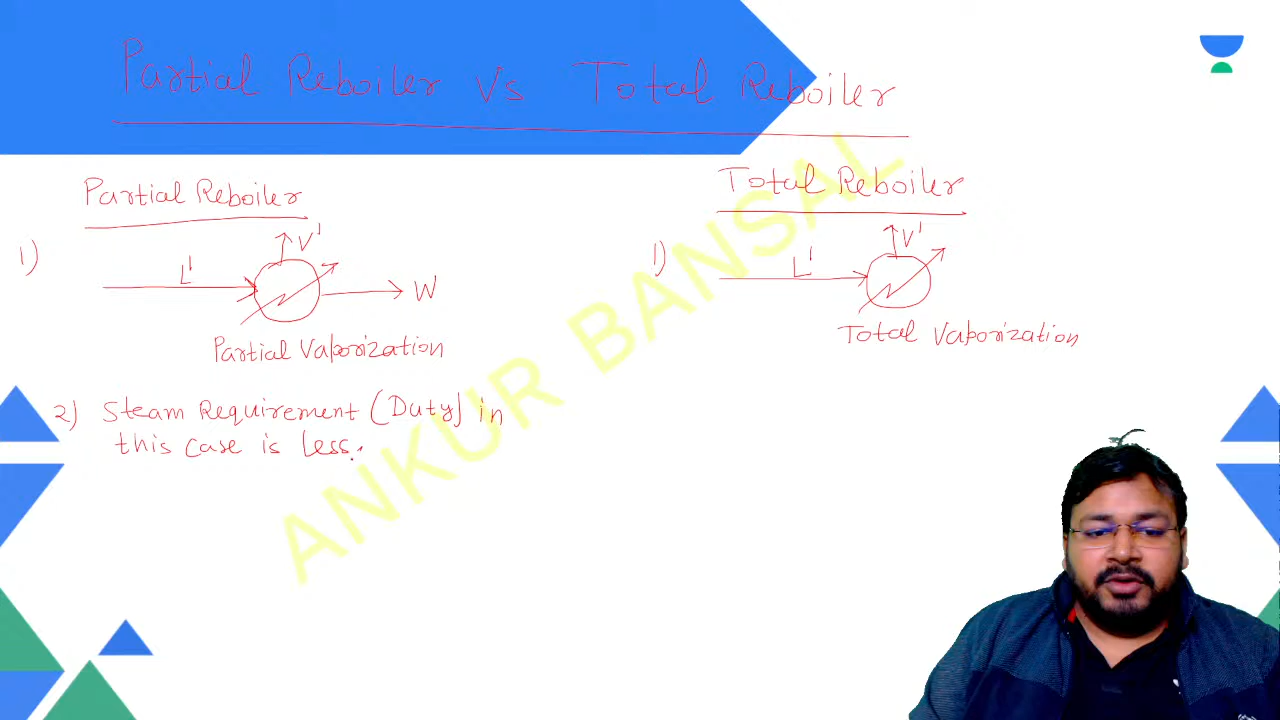 Partial Reboiler Vs Total Reboiler
Partial Reboiler
1)
L'
V'
W
Partial Vaporization
2) Steam Requirement (Duty) in
this case is less.
Total Reboiler
1)
L'
V'
Total Vaporization
ANKUR BANSAL